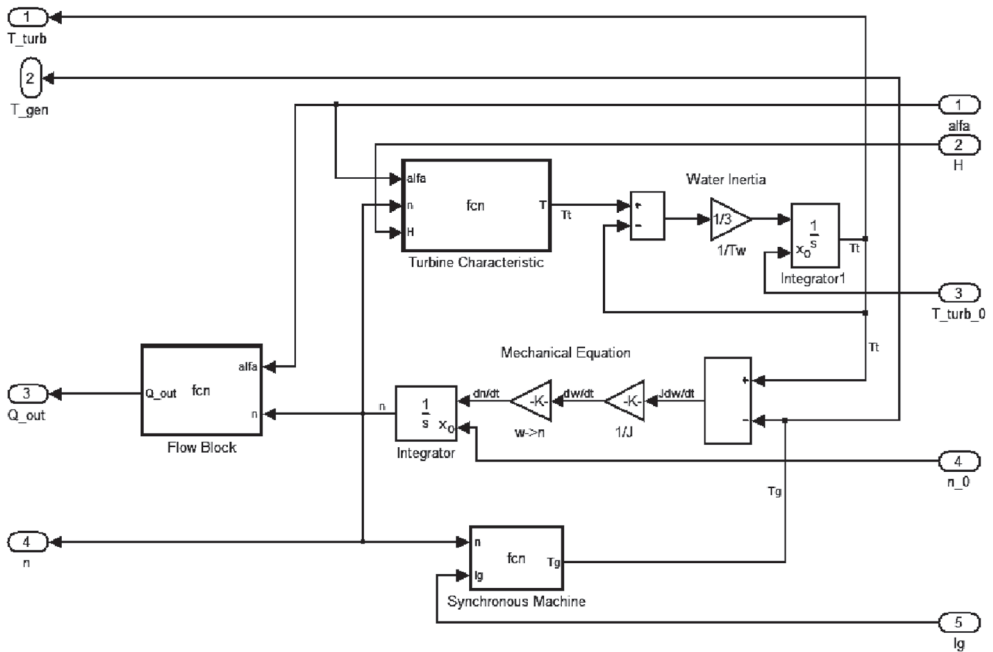 1
T_turb
2
T_gen
1
alfa
2
H
Water Inertia
alfa
n
H
fcn
T
Tt
Turbine Characteristic
+
−
1/3
1/Tw
1
s
xo
Tt
Integrator1
3
T_turb_0
Tt
Mechanical Equation
alfa
Q_out
fcn
n
Flow Block
3
Q_out
n
1
s
xo
Integrator
dn/dt
-K-
w->n
dw/dt
-K-
1/J
Jdw/dt
+
−
4
n_0
Tg
4
n
n
fcn
Tg
Ig
Synchronous Machine
5
Ig